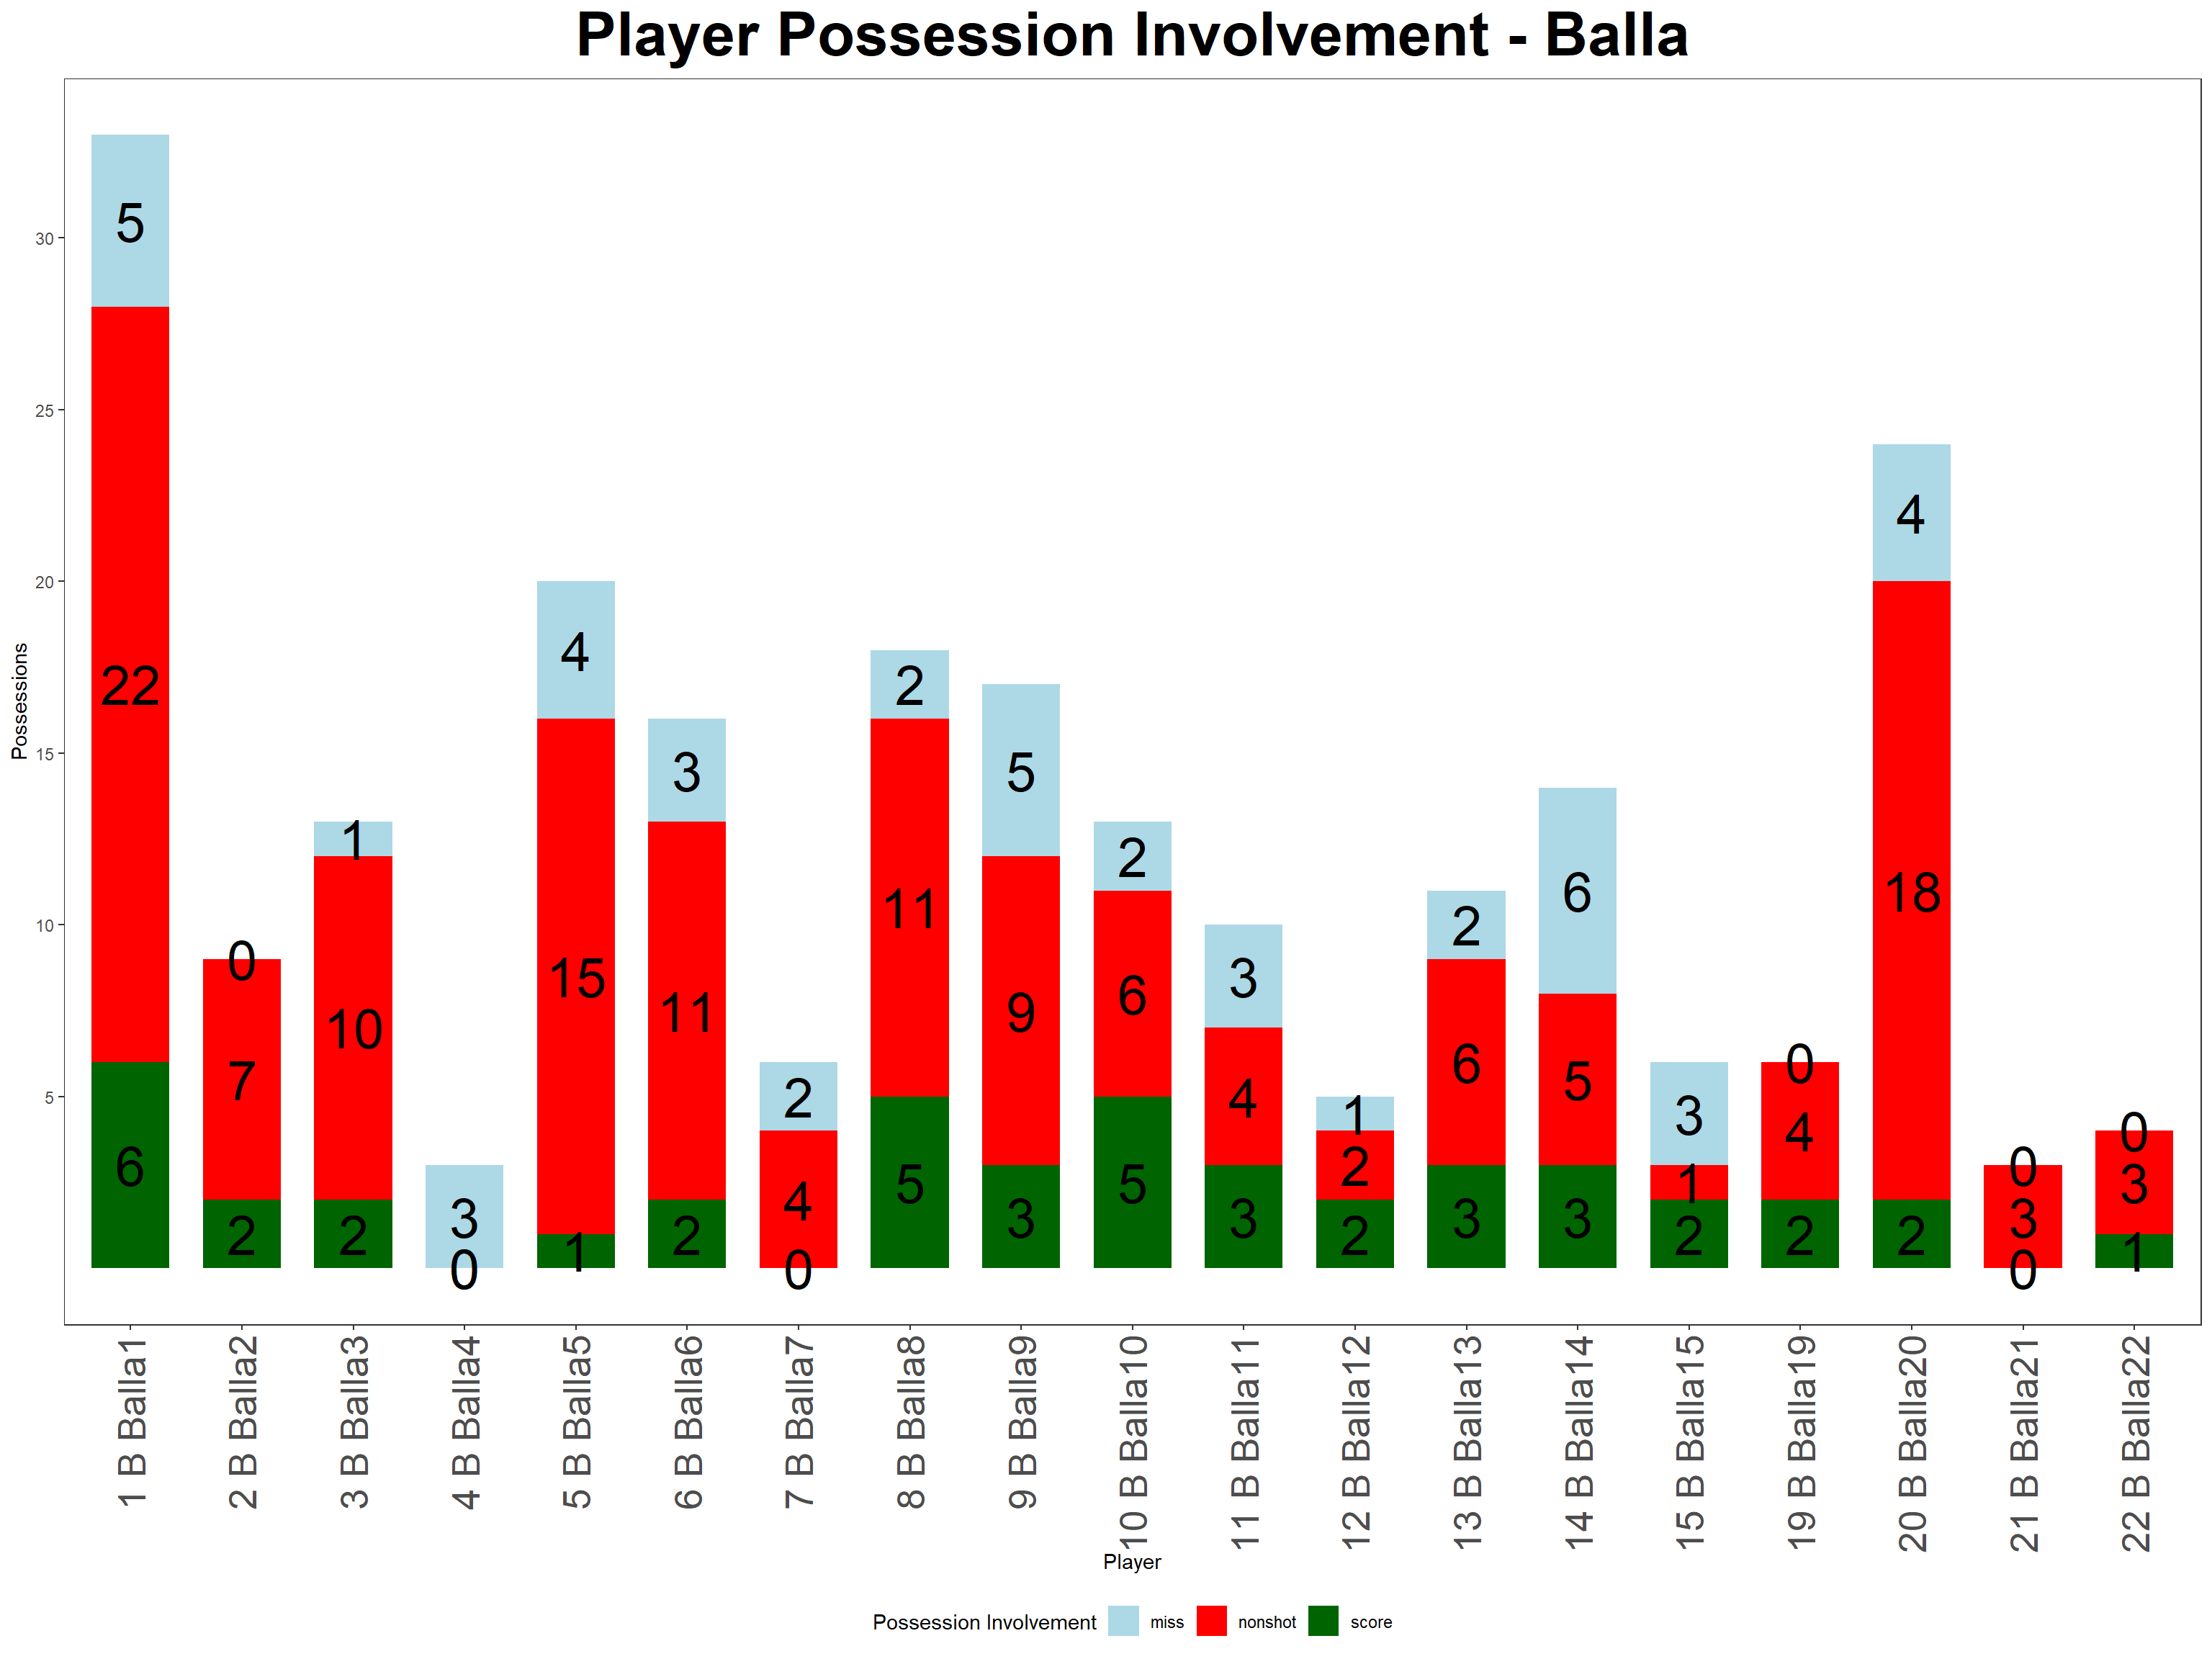 Player Possession Involvement - Balla
Possessions
30
25
20
15
10
5
5
22
6
0
7
2
1
10
2
3
0
4
15
1
3
11
2
2
4
0
2
11
5
5
9
3
2
6
5
3
4
3
1
2
2
2
6
3
6
5
3
3
1
2
0
4
2
4
18
2
0
3
0
0
3
1
1 B Balla1
2 B Balla2
3 B Balla3
4 B Balla4
5 B Balla5
6 B Balla6
7 B Balla7
8 B Balla8
9 B Balla9
10 B Balla10
11 B Balla11
12 B Balla12
13 B Balla13
14 B Balla14
15 B Balla15
19 B Balla19
20 B Balla20
21 B Balla21
22 B Balla22
Player
Possession Involvement miss nonshot score